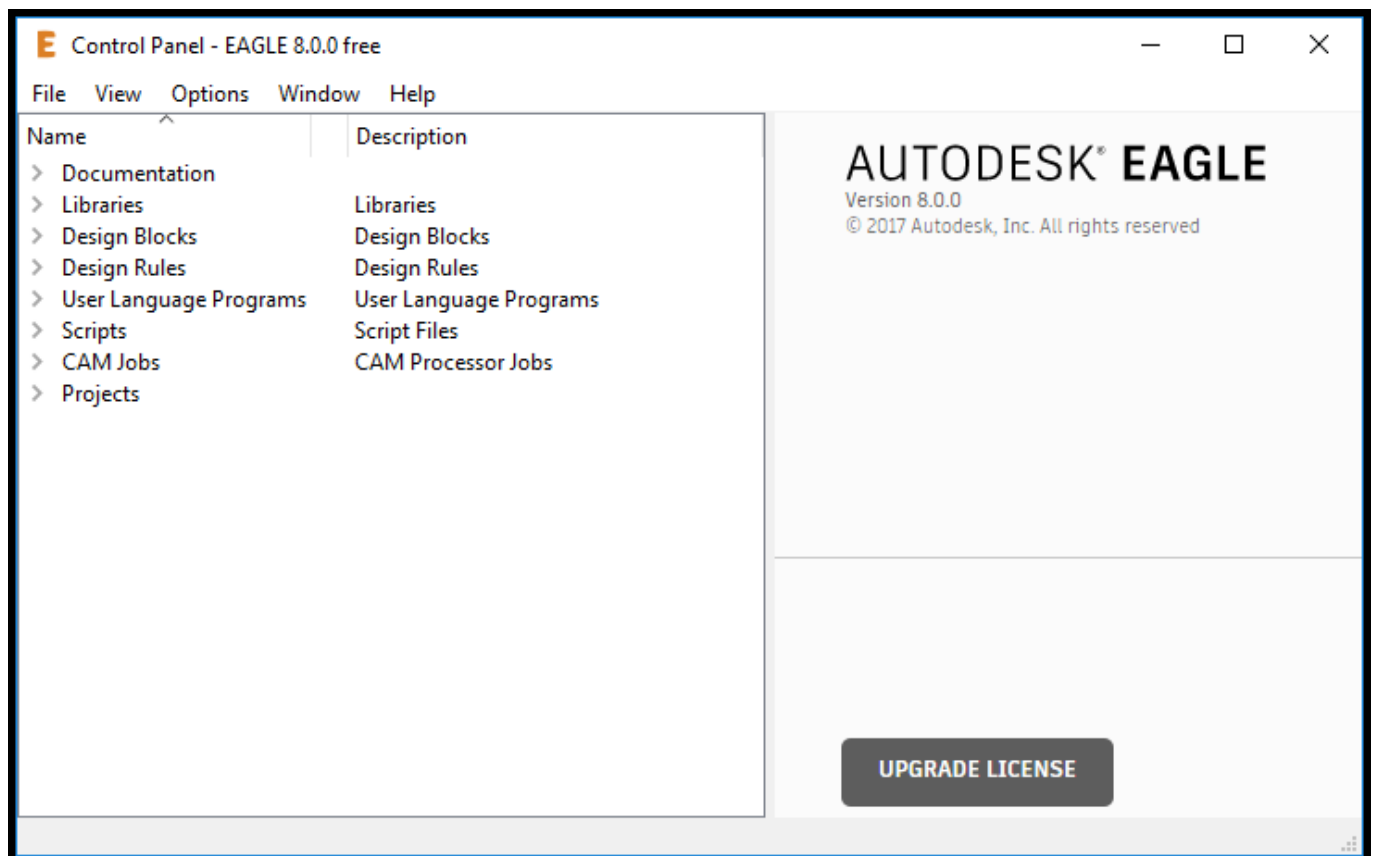 Control Panel - EAGLE 8.0.0 free
File View Options Window Help
Name Description
Documentation
Libraries Libraries
Design Blocks Design Blocks
Design Rules Design Rules
User Language Programs User Language Programs
Scripts Script Files
CAM Jobs CAM Processor Jobs
Projects
AUTODESK® EAGLE
Version 8.0.0
© 2017 Autodesk, Inc. All rights reserved
UPGRADE LICENSE